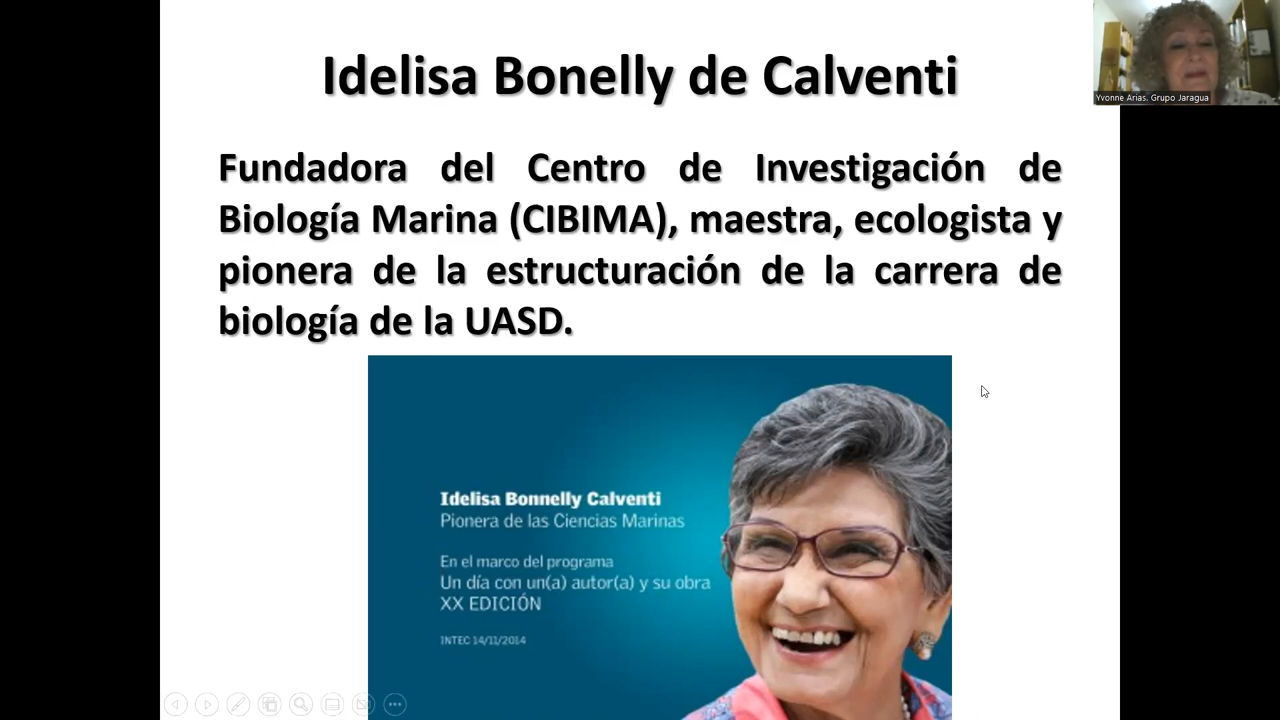 Idelisa Bonelly de Calventi
Yvonne Arias. Grupo Jaragua
Fundadora del Centro de Investigación de
Biología Marina (CIBIMA), maestra, ecologista y
pionera de la estructuración de la carrera de
biología de la UASD.
Idelisa Bonnelly Calventi
Pionera de las Ciencias Marinas
En el marco del programa
Un día con un(a) autor(a) y su obra
XX EDICIÓN
INTEC 14/11/2014